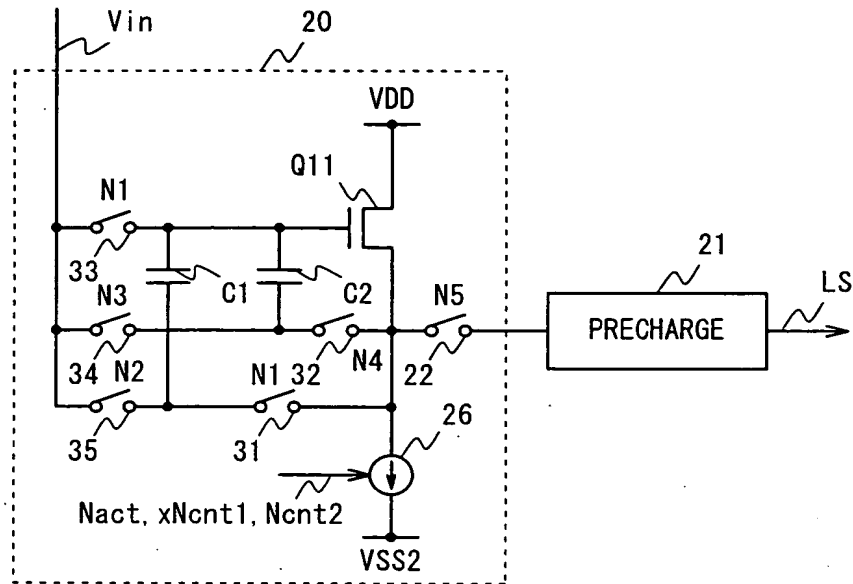 Vin
20
VDD
Q11
N1
33
C1
C2
21
LS
N3
N5
PRECHARGE
34
N2
32
N4
22
N1
26
35
31
Nact, xNcnt1, Ncnt2
VSS2